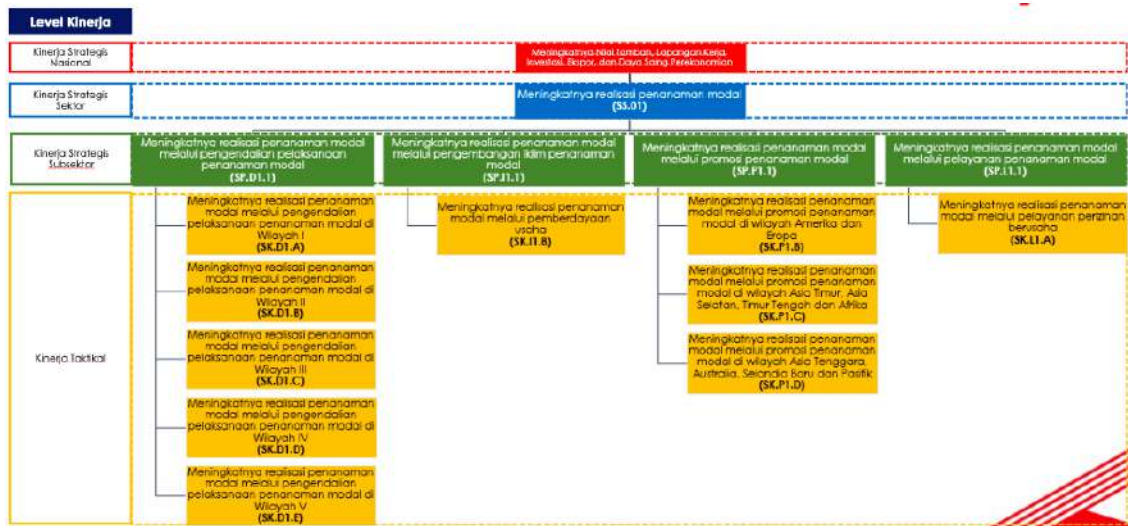 Level Kinerja
Kinerja Strategis
Nasional
Meningkatnya Nilai Tambah, Lapangan Kerja,
Investasi, Ekspor, dan Daya Saing Perekonomian
Kinerja Strategis
Sektor
Meningkatnya realisasi penanaman modal
(SS.01)
Kinerja Strategis
Subsektor
Meningkatnya realisasi penanaman modal
melalui pengendalian pelaksanaan
penanaman modal
(SP.D1.1)
Meningkatnya realisasi penanaman modal
melalui pengembangan iklim penanaman
modal
(SP.I1.1)
Meningkatnya realisasi penanaman modal
melalui promosi penanaman modal
(SP.P1.1)
Meningkatnya realisasi penanaman modal
melalui pelayanan penanaman modal
(SP.L1.1)
Kinerja Taktikal
Meningkatnya realisasi penanaman
modal melalui pengendalian
pelaksanaan penanaman modal di
Wilayah I
(SK.D1.A)
Meningkatnya realisasi penanaman
modal melalui pengendalian
pelaksanaan penanaman modal di
Wilayah II
(SK.D1.B)
Meningkatnya realisasi penanaman
modal melalui pengendalian
pelaksanaan penanaman modal di
Wilayah III
(SK.D1.C)
Meningkatnya realisasi penanaman
modal melalui pengendalian
pelaksanaan penanaman modal di
Wilayah IV
(SK.D1.D)
Meningkatnya realisasi penanaman
modal melalui pengendalian
pelaksanaan penanaman modal di
Wilayah V
(SK.D1.E)
Meningkatnya realisasi penanaman
modal melalui pemberdayaan
usaha
(SK.I1.B)
Meningkatnya realisasi penanaman
modal melalui promosi penanaman
modal di wilayah Amerika dan
Eropa
(SK.P1.B)
Meningkatnya realisasi penanaman
modal melalui promosi penanaman
modal di wilayah Asia Timur, Asia
Selatan, Timur Tengah dan Afrika
(SK.P1.C)
Meningkatnya realisasi penanaman
modal melalui promosi penanaman
modal di wilayah Asia Tenggara,
Australia, Selandia Baru dan Pasifik
(SK.P1.D)
Meningkatnya realisasi penanaman
modal melalui pelayanan perizinan
berusaha
(SK.L1.A)